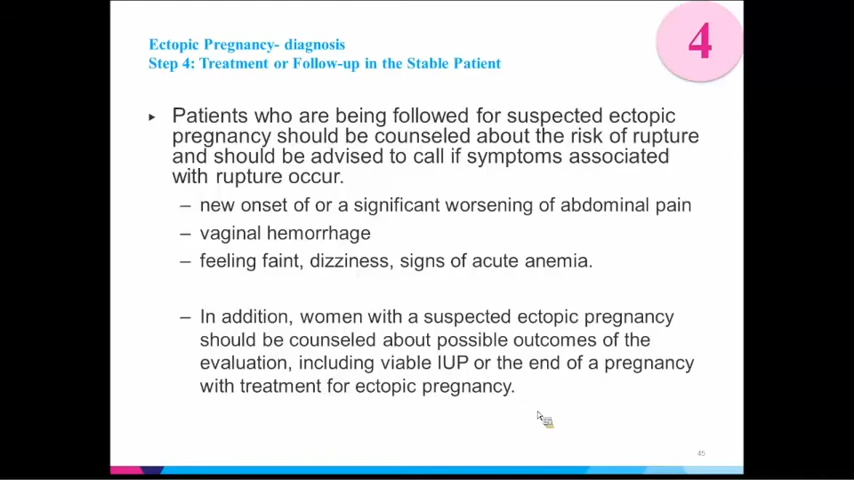 4
Ectopic Pregnancy- diagnosis
Step 4: Treatment or Follow-up in the Stable Patient
Patients who are being followed for suspected ectopic
pregnancy should be counseled about the risk of rupture
and should be advised to call if symptoms associated
with rupture occur.
– new onset of or a significant worsening of abdominal pain
– vaginal hemorrhage
– feeling faint, dizziness, signs of acute anemia.
– In addition, women with a suspected ectopic pregnancy
should be counseled about possible outcomes of the
evaluation, including viable IUP or the end of a pregnancy
with treatment for ectopic pregnancy.
45